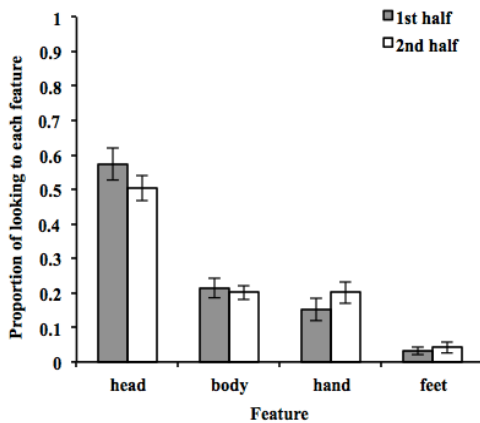 1st half
2nd half
Proportion of looking to each feature
1
0.9
0.8
0.7
0.6
0.5
0.4
0.3
0.2
0.1
0
head body hand feet
Feature